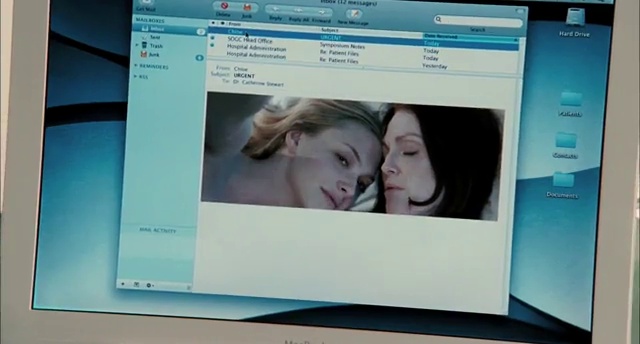 Inbox (12 messages)
Get Mail
Delete
Junk
Reply
Reply All
Forward
New Message
Search
Hard Drive
MAILBOXES
Inbox
Sent
Trash
Junk
REMINDERS
RSS
From
Subject
Date Received
Chloe
URGENT
Today
SOGC Head Office
Symposium Notes
Today
Hospital Administration
Re: Patient Files
Today
Hospital Administration
Re: Patient Files
Yesterday
From: Chloe
Subject: URGENT
To: Dr. Catherine Stewart
Patients
Contacts
Documents
MAIL ACTIVITY